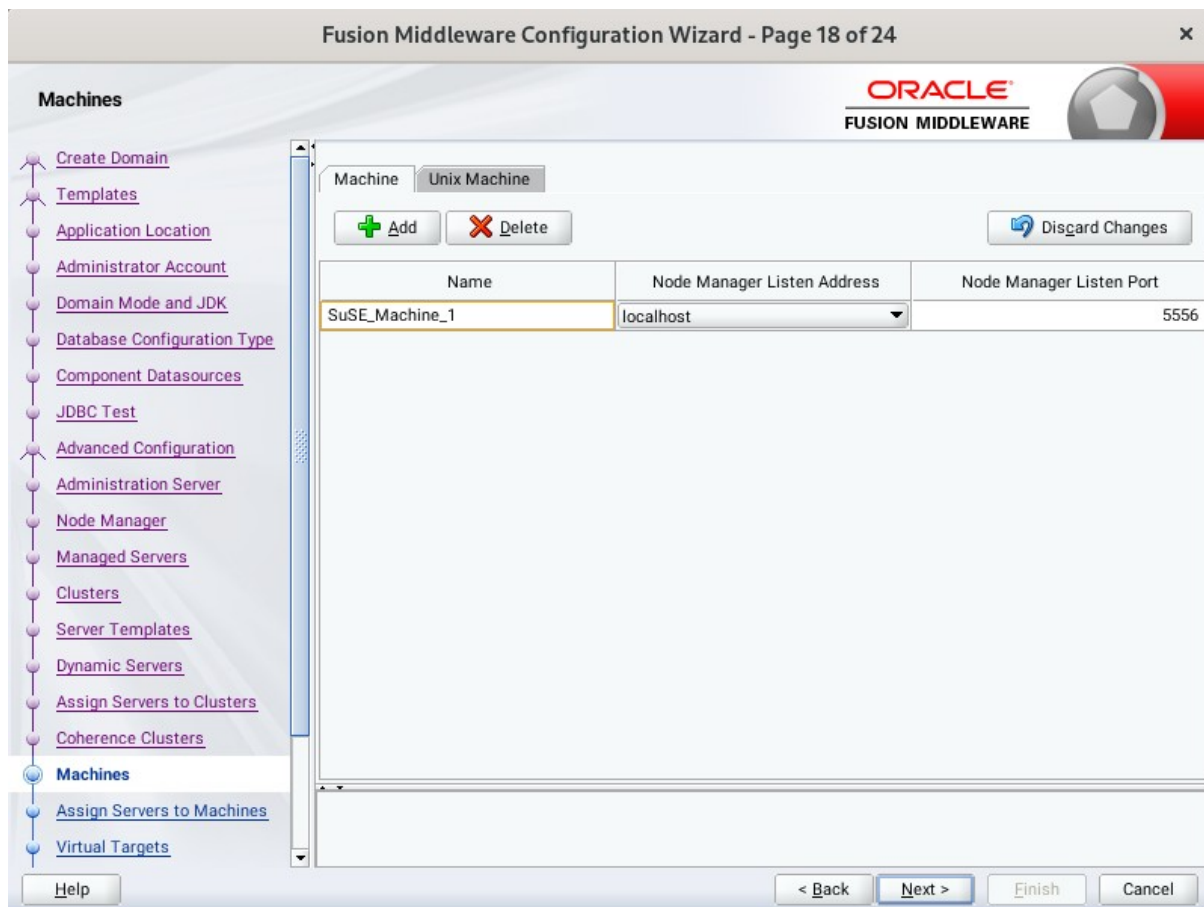 Fusion Middleware Configuration Wizard - Page 18 of 24
Machines
ORACLE
FUSION MIDDLEWARE
Create Domain
Templates
Application Location
Administrator Account
Domain Mode and JDK
Database Configuration Type
Component Datasources
JDBC Test
Advanced Configuration
Administration Server
Node Manager
Managed Servers
Clusters
Server Templates
Dynamic Servers
Assign Servers to Clusters
Coherence Clusters
Machines
Assign Servers to Machines
Virtual Targets
Machine Unix Machine
Add Delete Discard Changes
Name Node Manager Listen Address Node Manager Listen Port
SuSE_Machine_1 localhost 5556
Help < Back Next > Finish Cancel